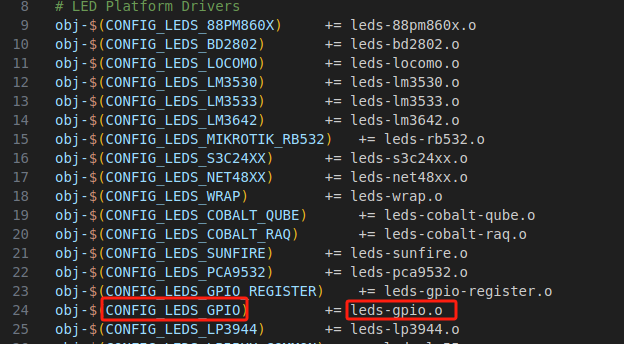 8 # LED Platform Drivers
9 obj-$(CONFIG_LEDS_88PM860X) += leds-88pm860x.o
10 obj-$(CONFIG_LEDS_BD2802) += leds-bd2802.o
11 obj-$(CONFIG_LEDS_LOCOMO) += leds-locomo.o
12 obj-$(CONFIG_LEDS_LM3530) += leds-lm3530.o
13 obj-$(CONFIG_LEDS_LM3533) += leds-lm3533.o
14 obj-$(CONFIG_LEDS_LM3642) += leds-lm3642.o
15 obj-$(CONFIG_LEDS_MIKROTIK_RB532) += leds-rb532.o
16 obj-$(CONFIG_LEDS_S3C24XX) += leds-s3c24xx.o
17 obj-$(CONFIG_LEDS_NET48XX) += leds-net48xx.o
18 obj-$(CONFIG_LEDS_WRAP) += leds-wrap.o
19 obj-$(CONFIG_LEDS_COBALT_QUBE) += leds-cobalt-qube.o
20 obj-$(CONFIG_LEDS_COBALT_RAQ) += leds-cobalt-raq.o
21 obj-$(CONFIG_LEDS_SUNFIRE) += leds-sunfire.o
22 obj-$(CONFIG_LEDS_PCA9532) += leds-pca9532.o
23 obj-$(CONFIG_LEDS_GPIO_REGISTER) += leds-gpio-register.o
24 obj-$(CONFIG_LEDS_GPIO) += leds-gpio.o
25 obj-$(CONFIG_LEDS_LP3944) += leds-lp3944.o